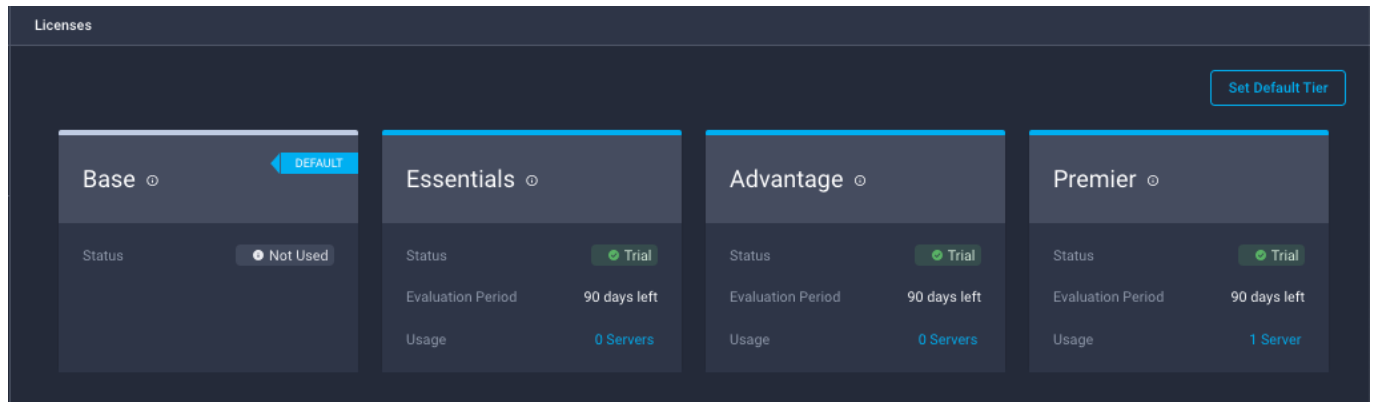 Licenses
Set Default Tier
Base
DEFAULT
Status
Not Used
Essentials
Status
Trial
Evaluation Period
90 days left
Usage
0 Servers
Advantage
Status
Trial
Evaluation Period
90 days left
Usage
0 Servers
Premier
Status
Trial
Evaluation Period
90 days left
Usage
1 Server